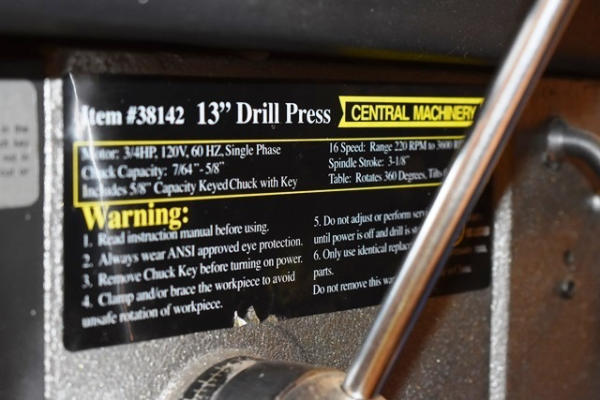 Item #38142 13” Drill Press CENTRAL MACHINERY
Motor: 3/4HP, 120V, 60 HZ, Single Phase
Chuck Capacity: 7/64" - 5/8"
Includes 5/8" Capacity Keyed Chuck with Key
16 Speed: Range 220 RPM to 3600
Spindle Stroke: 3-1/8"
Table: Rotates 360 Degrees, Tilts
Warning:
1. Read instruction manual before using.
2. Always wear ANSI approved eye protection.
3. Remove Chuck Key before turning on power.
4. Clamp and/or brace the workpiece to avoid
unsafe rotation of workpiece.
5. Do not adjust or perform
until power is off and drill is
6. Only use identical
parts.
Do not remove this
in the